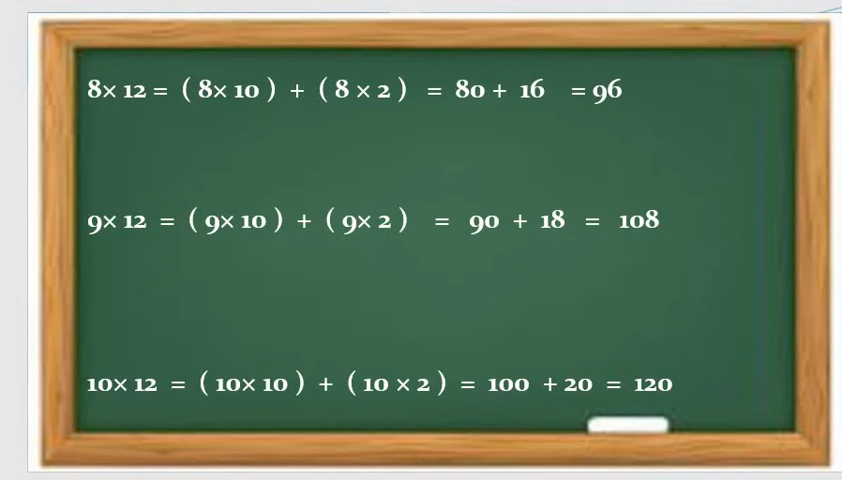 8× 12 = ( 8× 10 ) + ( 8 × 2 ) = 80 + 16 = 96
9× 12 = ( 9× 10 ) + ( 9× 2 ) = 90 + 18 = 108
10× 12 = ( 10× 10 ) + ( 10 × 2 ) = 100 + 20 = 120